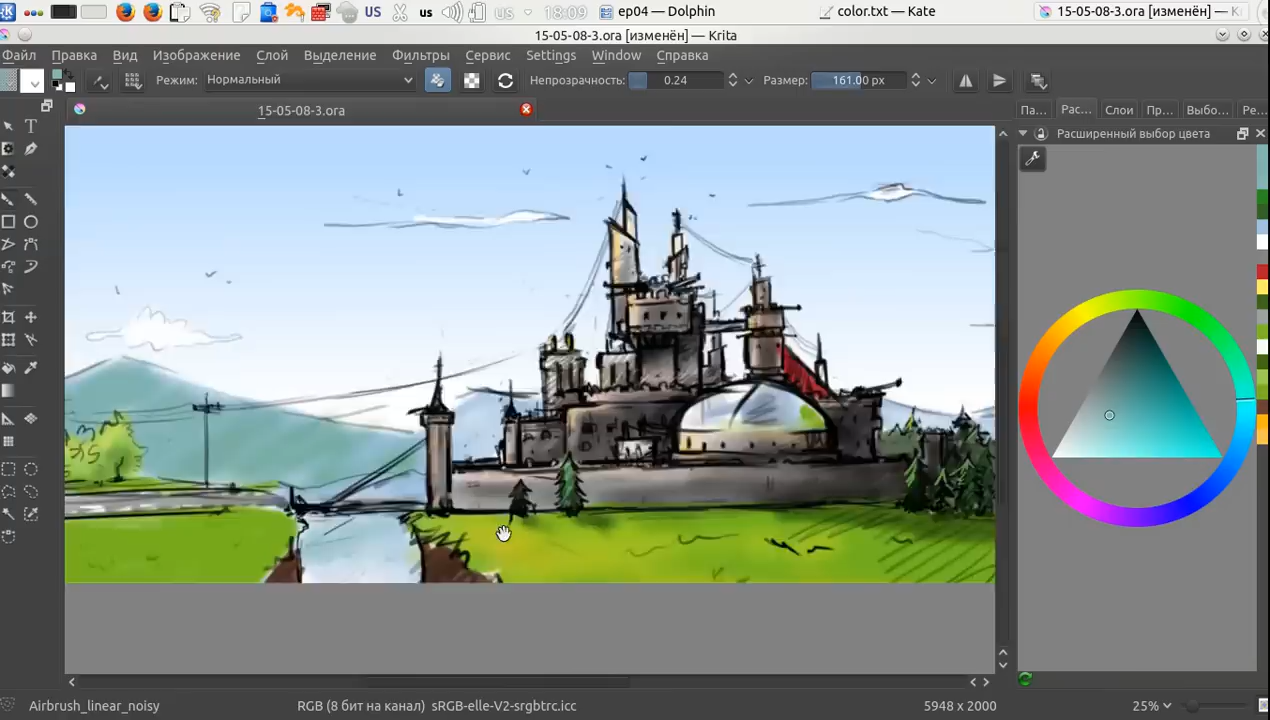 US us us 18:09 ep04 — Dolphin color.txt — Kate 15-05-08-3.ora [изменён] — K
15-05-08-3.ora [изменён] — Krita
Файл Правка Вид Изображение Слой Выделение Фильтры Сервис Settings Window Справка
Режим: Нормальный Непрозрачность: 0.24 Размер: 161.00 px
15-05-08-3.ora Па... Рас... Слои Пр... Выбо... Ре...
Расширенный выбор цвета
T
Airbrush_linear_noisy RGB (8 бит на канал) sRGB-elle-V2-srgbtrc.icc 5948 x 2000 25%